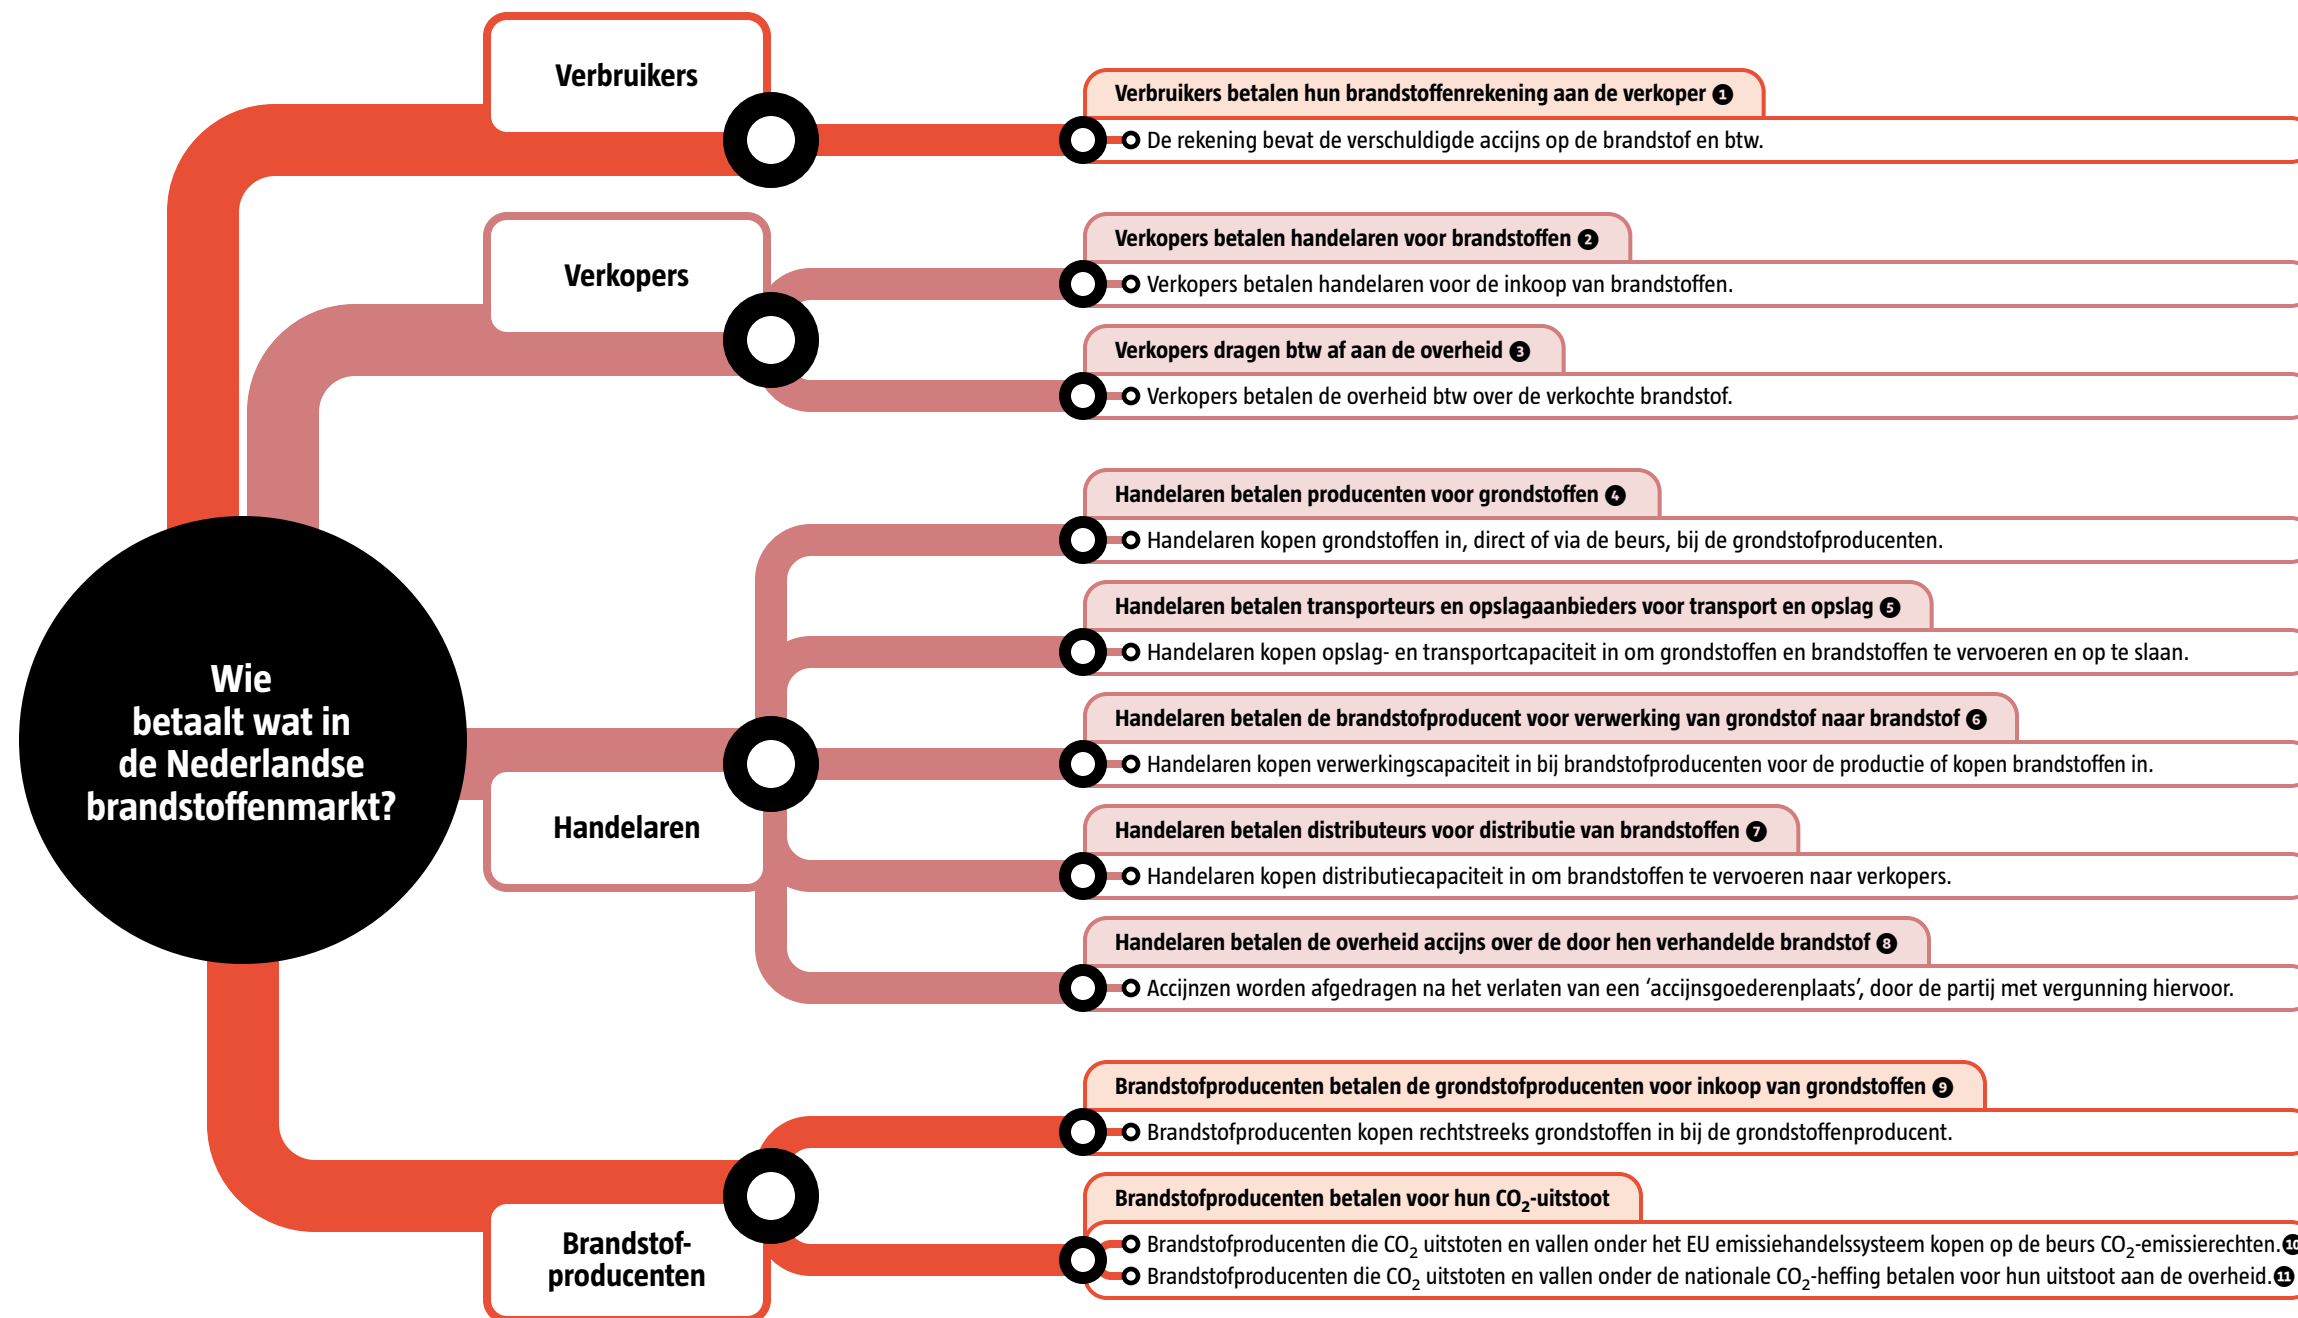 Wie
betaalt wat in
de Nederlandse
brandstoffenmarkt?
Verbruikers
Verbruikers betalen hun brandstoffenrekening aan de verkoper 1
De rekening bevat de verschuldigde accijns op de brandstof en btw.
Verkopers
Verkopers betalen handelaren voor brandstoffen 2
Verkopers betalen handelaren voor de inkoop van brandstoffen.
Verkopers dragen btw af aan de overheid 3
Verkopers betalen de overheid btw over de verkochte brandstof.
Handelaren
Handelaren betalen producenten voor grondstoffen 4
Handelaren kopen grondstoffen in, direct of via de beurs, bij de grondstofproducenten.
Handelaren betalen transporteurs en opslagaanbieders voor transport en opslag 5
Handelaren kopen opslag- en transportcapaciteit in om grondstoffen en brandstoffen te vervoeren en op te slaan.
Handelaren betalen de brandstofproducent voor verwerking van grondstof naar brandstof 6
Handelaren kopen verwerkingscapaciteit in bij brandstofproducenten voor de productie of kopen brandstoffen in.
Handelaren betalen distributeurs voor distributie van brandstoffen 7
Handelaren kopen distributiecapaciteit in om brandstoffen te vervoeren naar verkopers.
Handelaren betalen de overheid accijns over de door hen verhandelde brandstof 8
Accijnzen worden afgedragen na het verlaten van een ‘accijnsgoederenplaats’, door de partij met vergunning hiervoor.
Brandstof-
producenten
Brandstofproducenten betalen de grondstofproducenten voor inkoop van grondstoffen 9
Brandstofproducenten kopen rechtstreeks grondstoffen in bij de grondstoffenproducent.
Brandstofproducenten betalen voor hun CO₂-uitstoot
Brandstofproducenten die CO₂ uitstoten en vallen onder het EU emissiehandelssysteem kopen op de beurs CO₂-emissierechten. 10
Brandstofproducenten die CO₂ uitstoten en vallen onder de nationale CO₂-heffing betalen voor hun uitstoot aan de overheid. 11